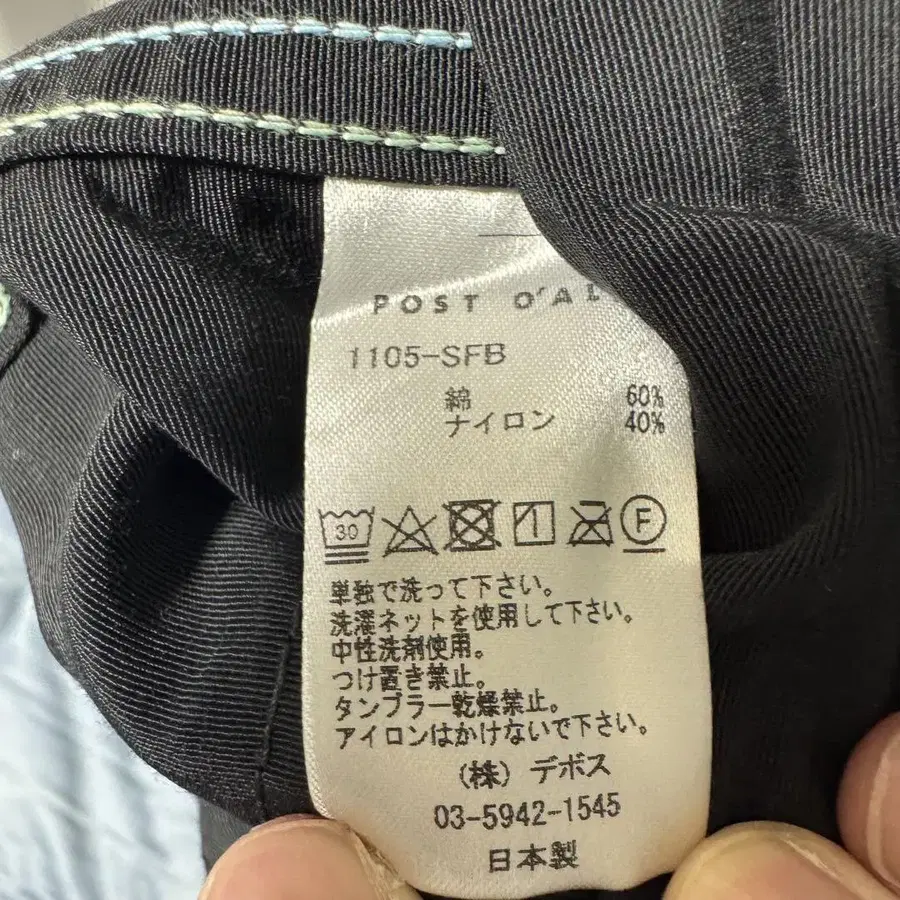 POST O'AL
1105-SFB
綿 60%
ナイロン 40%
30 F
単独で洗って下さい。
洗濯ネットを使用して下さい。
中性洗剤使用。
つけ置き禁止。
タンブラー乾燥禁止。
アイロンはかけないで下さい。
(株) デボス
03-5942-1545
日本製